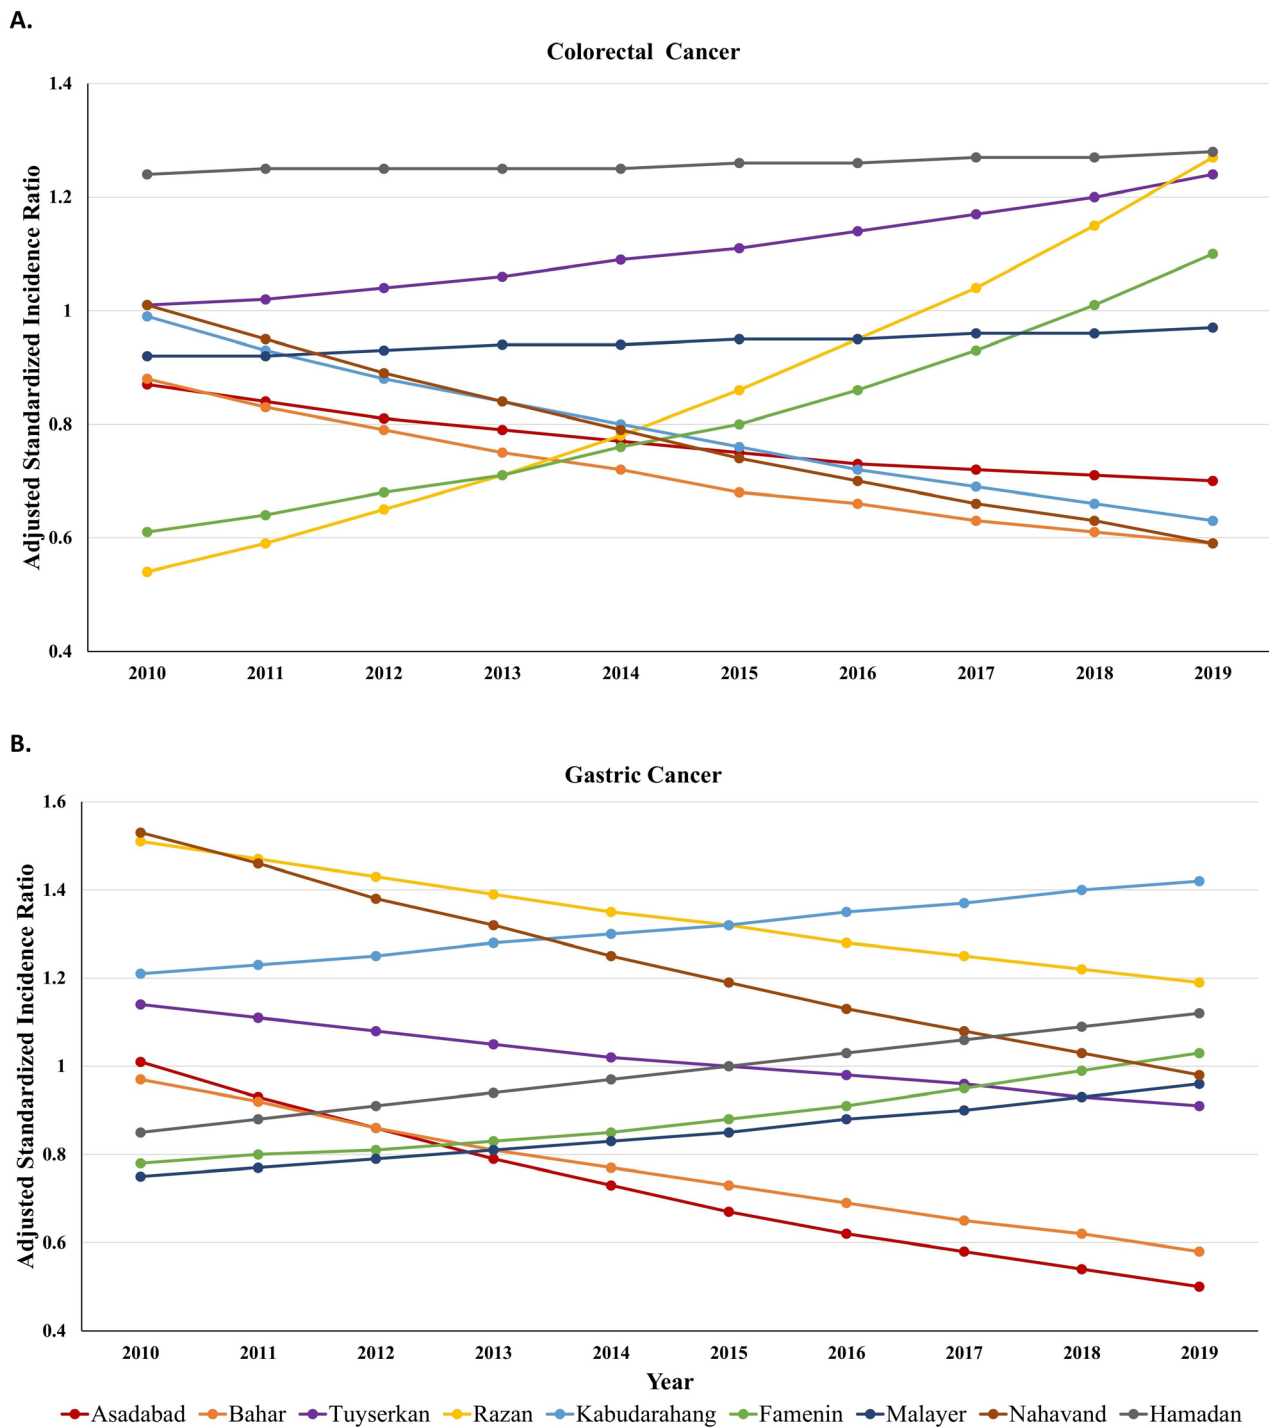 A.
Colorectal Cancer
Adjusted Standardized Incidence Ratio
1.4
1.2
1
0.8
0.6
0.4
2010 2011 2012 2013 2014 2015 2016 2017 2018 2019
B.
Gastric Cancer
Adjusted Standardized Incidence Ratio
1.6
1.4
1.2
1
0.8
0.6
0.4
2010 2011 2012 2013 2014 2015 2016 2017 2018 2019
Year
Asadabad Bahar Tuyserkan Razan Kabudarahang Famenin Malayer Nahavand Hamadan